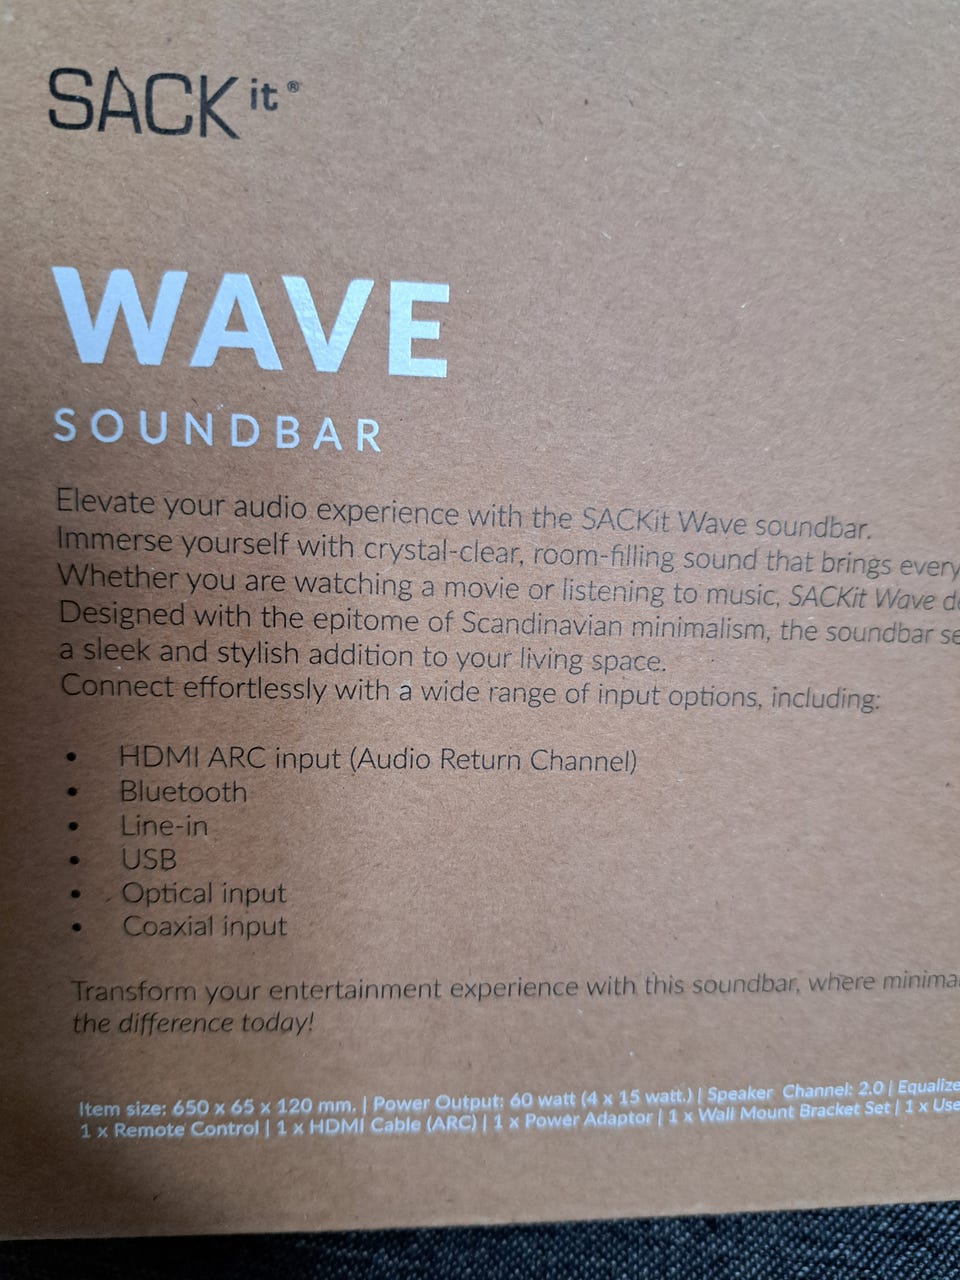 SACKit®
WAVE
SOUNDBAR
Elevate your audio experience with the SACKit Wave soundbar.
Immerse yourself with crystal-clear, room-filling sound that brings every
Whether you are watching a movie or listening to music, SACKit Wave
Designed with the epitome of Scandinavian minimalism, the soundbar
a sleek and stylish addition to your living space.
Connect effortlessly with a wide range of input options, including:
• HDMI ARC input (Audio Return Channel)
• Bluetooth
• Line-in
• USB
• Optical input
• Coaxial input
Transform your entertainment experience with this soundbar, where
the difference today!
Item size: 650 x 65 x 120 mm. | Power Output: 60 watt (4 x 15 watt.) | Speaker Channel: 2.0 |
1 x Remote Control | 1 x HDMI Cable (ARC) | 1 x Power Adaptor | 1 x Wall Mount Bracket Set | 1 x